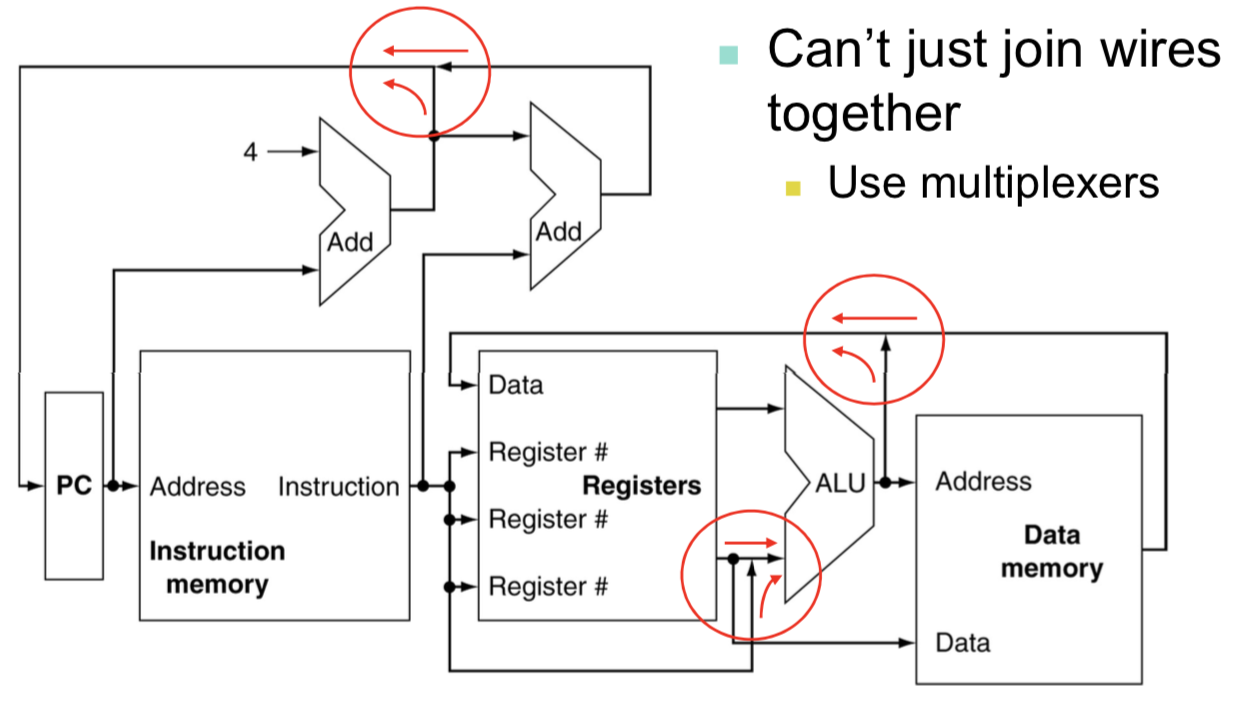 Can't just join wires
together
Use multiplexers
4
Add
Add
PC
Address Instruction
Instruction
memory
Data
Register #
Registers
Register #
Register #
ALU
Address
Data
memory
Data